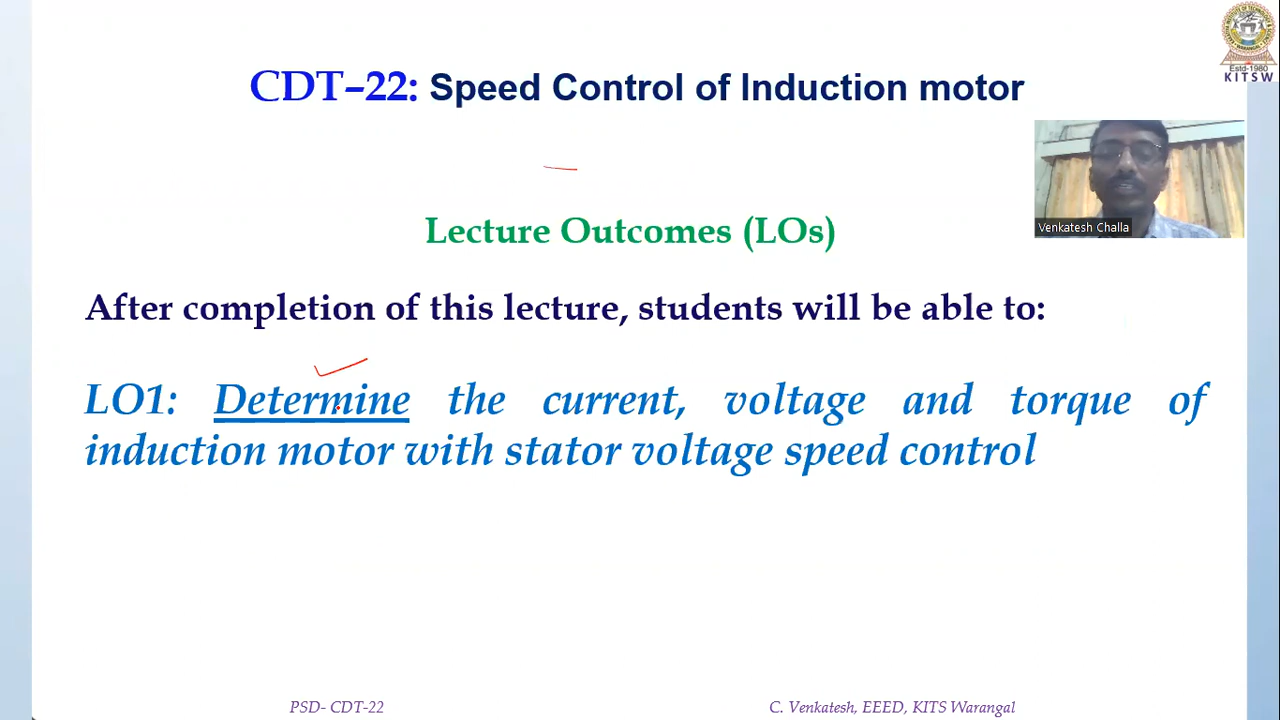 CDT–22: Speed Control of Induction motor
Estd-1980
KITSW
Venkatesh Challa
Lecture Outcomes (LOs)
After completion of this lecture, students will be able to:
LO1: Determine the current, voltage and torque of
induction motor with stator voltage speed control
PSD- CDT-22
C. Venkatesh, EEED, KITS Warangal